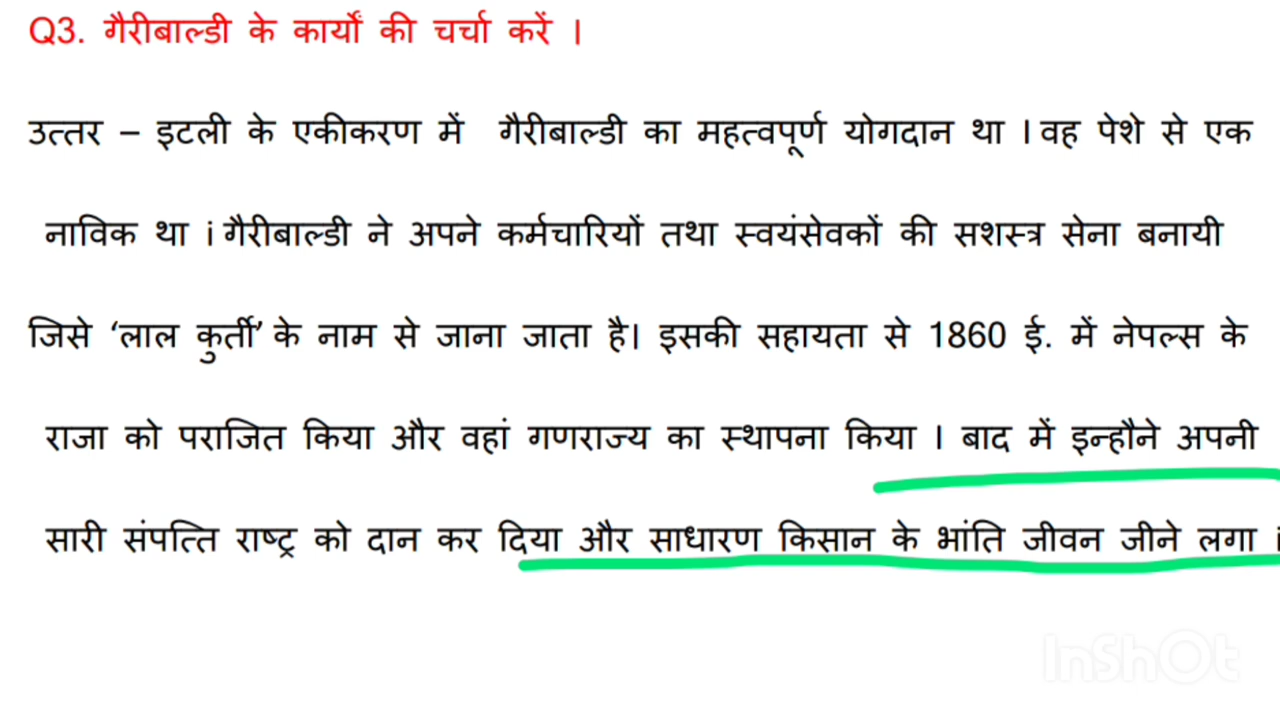 Q3. गैरीबाल्डी के कार्यों की चर्चा करें ।
उत्तर – इटली के एकीकरण में गैरीबाल्डी का महत्वपूर्ण योगदान था । वह पेशे से एक
नाविक था i गैरीबाल्डी ने अपने कर्मचारियों तथा स्वयंसेवकों की सशस्त्र सेना बनायी
जिसे ‘लाल कुर्ती’ के नाम से जाना जाता है। इसकी सहायता से 1860 ई. में नेपल्स के
राजा को पराजित किया और वहां गणराज्य का स्थापना किया । बाद में इन्हौने अपनी
सारी संपत्ति राष्ट्र को दान कर दिया और साधारण किसान के भांति जीवन जीने लगा i
InShOt